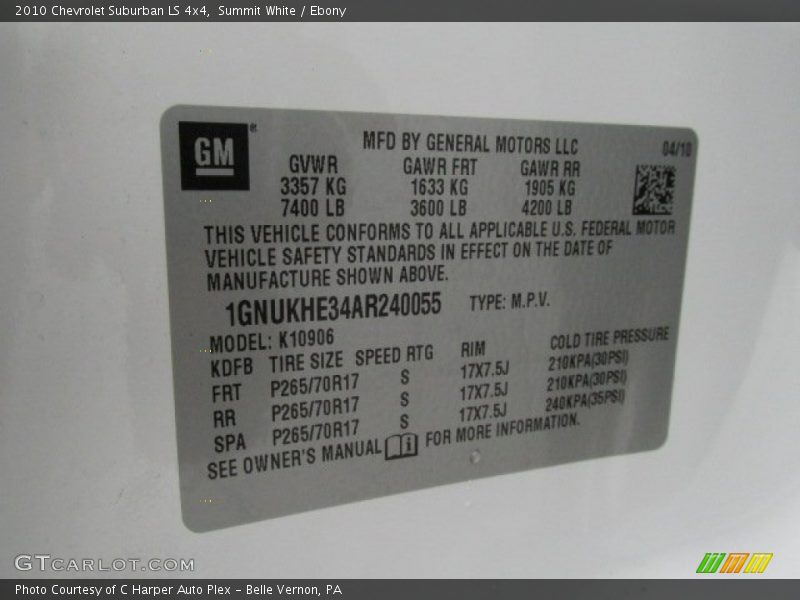 2010 Chevrolet Suburban LS 4x4, Summit White / Ebony
GM®
MFD BY GENERAL MOTORS LLC 04/10
GVWR GAWR FRT GAWR RR
3357 KG 1633 KG 1905 KG
7400 LB 3600 LB 4200 LB
THIS VEHICLE CONFORMS TO ALL APPLICABLE U.S. FEDERAL MOTOR
VEHICLE SAFETY STANDARDS IN EFFECT ON THE DATE OF
MANUFACTURE SHOWN ABOVE.
1GNUKHE34AR240055 TYPE: M.P.V.
MODEL: K10906
KDFB TIRE SIZE SPEED RTG RIM COLD TIRE PRESSURE
FRT P265/70R17 S 17X7.5J 210KPA(30PSI)
RR P265/70R17 S 17X7.5J 210KPA(30PSI)
SPA P265/70R17 S 17X7.5J 240KPA(35PSI)
SEE OWNER'S MANUAL FOR MORE INFORMATION.
GTCARLOT.COM
Photo Courtesy of C Harper Auto Plex - Belle Vernon, PA